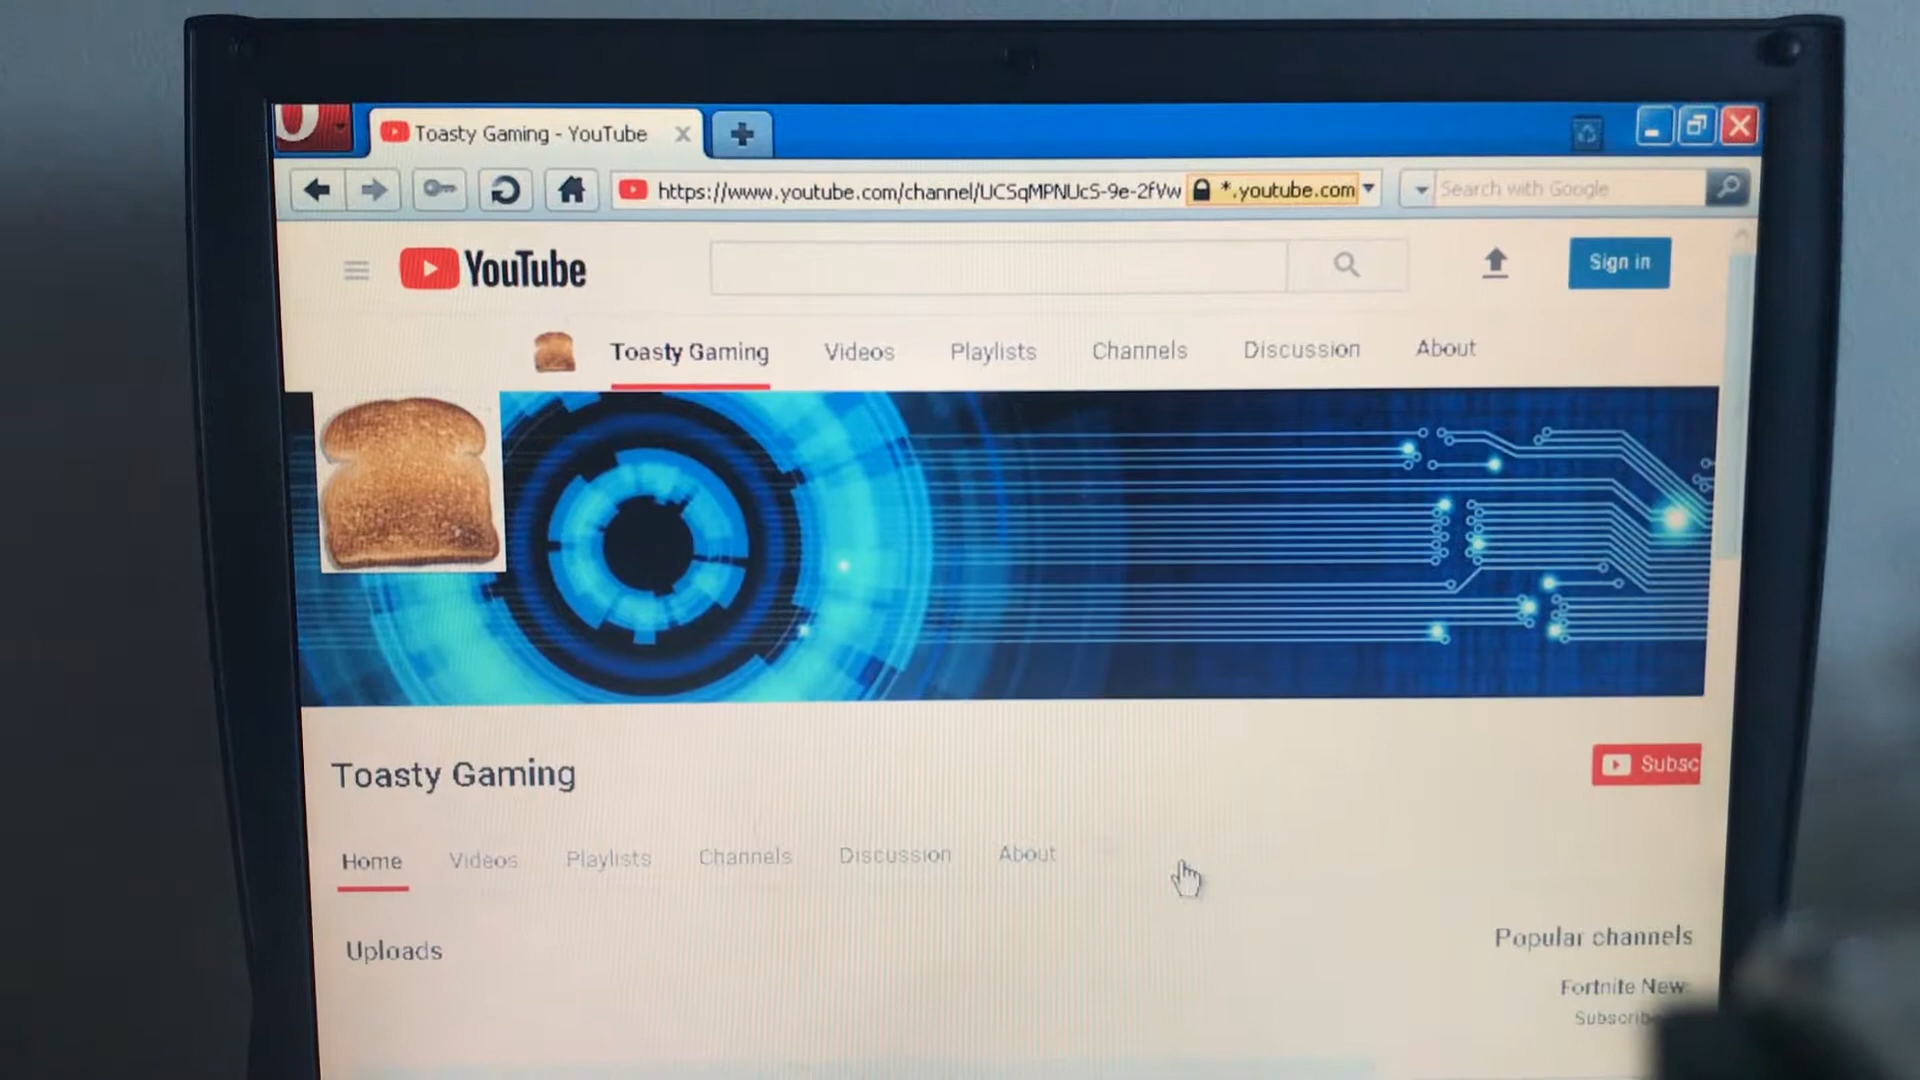 Toasty Gaming - YouTube
https://www.youtube.com/channel/UCSqMPNUcS-9e-2fVw
*.youtube.com
Search with Google
YouTube
Sign in
Toasty Gaming
Videos
Playlists
Channels
Discussion
About
Toasty Gaming
Subsc
Home
Videos
Playlists
Channels
Discussion
About
Uploads
Popular channels
Fortnite New
Subscrib